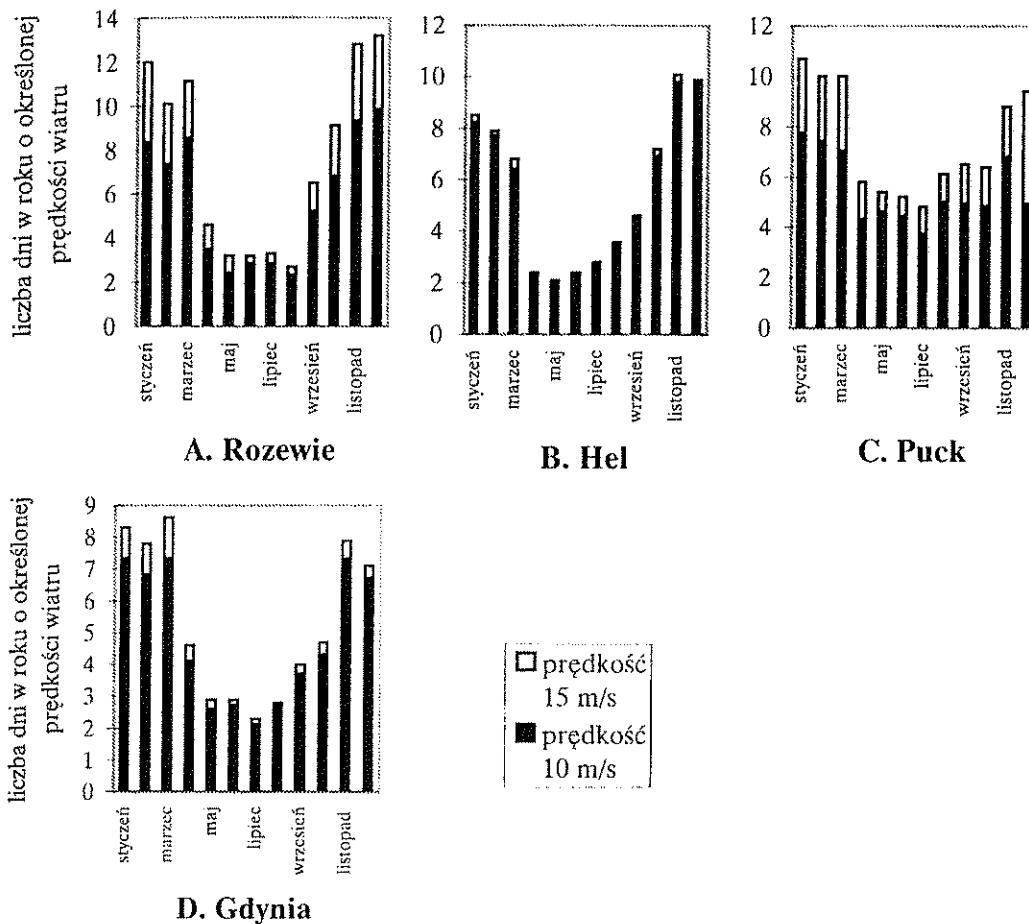 liczba dni w roku o określonej
prędkości wiatru
14
12
10
8
6
4
2
0
styczeń
marzec
maj
lipiec
wrzesień
listopad
A. Rozewie
12
10
8
6
4
2
0
styczeń
marzec
maj
lipiec
wrzesień
listopad
B. Hel
12
10
8
6
4
2
0
styczeń
marzec
maj
lipiec
wrzesień
listopad
C. Puck
liczba dni w roku o określonej
prędkości wiatru
9
8
7
6
5
4
3
2
1
0
styczeń
marzec
maj
lipiec
wrzesień
listopad
D. Gdynia
prędkość
15 m/s
prędkość
10 m/s